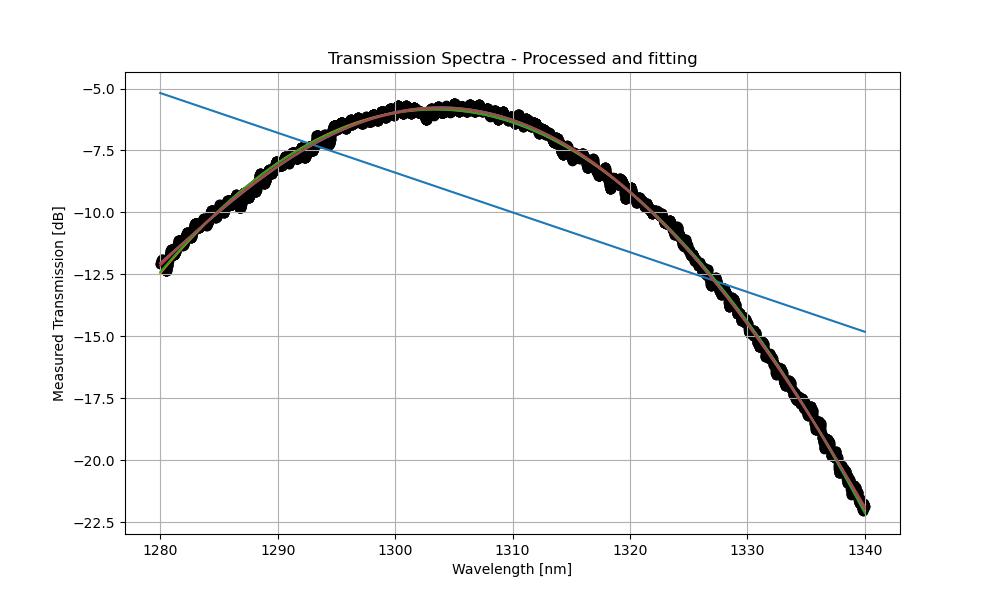 Transmission Spectra - Processed and fitting
Measured Transmission [dB]
−5.0
−7.5
−10.0
−12.5
−15.0
−17.5
−20.0
−22.5
1280 1290 1300 1310 1320 1330 1340
Wavelength [nm]